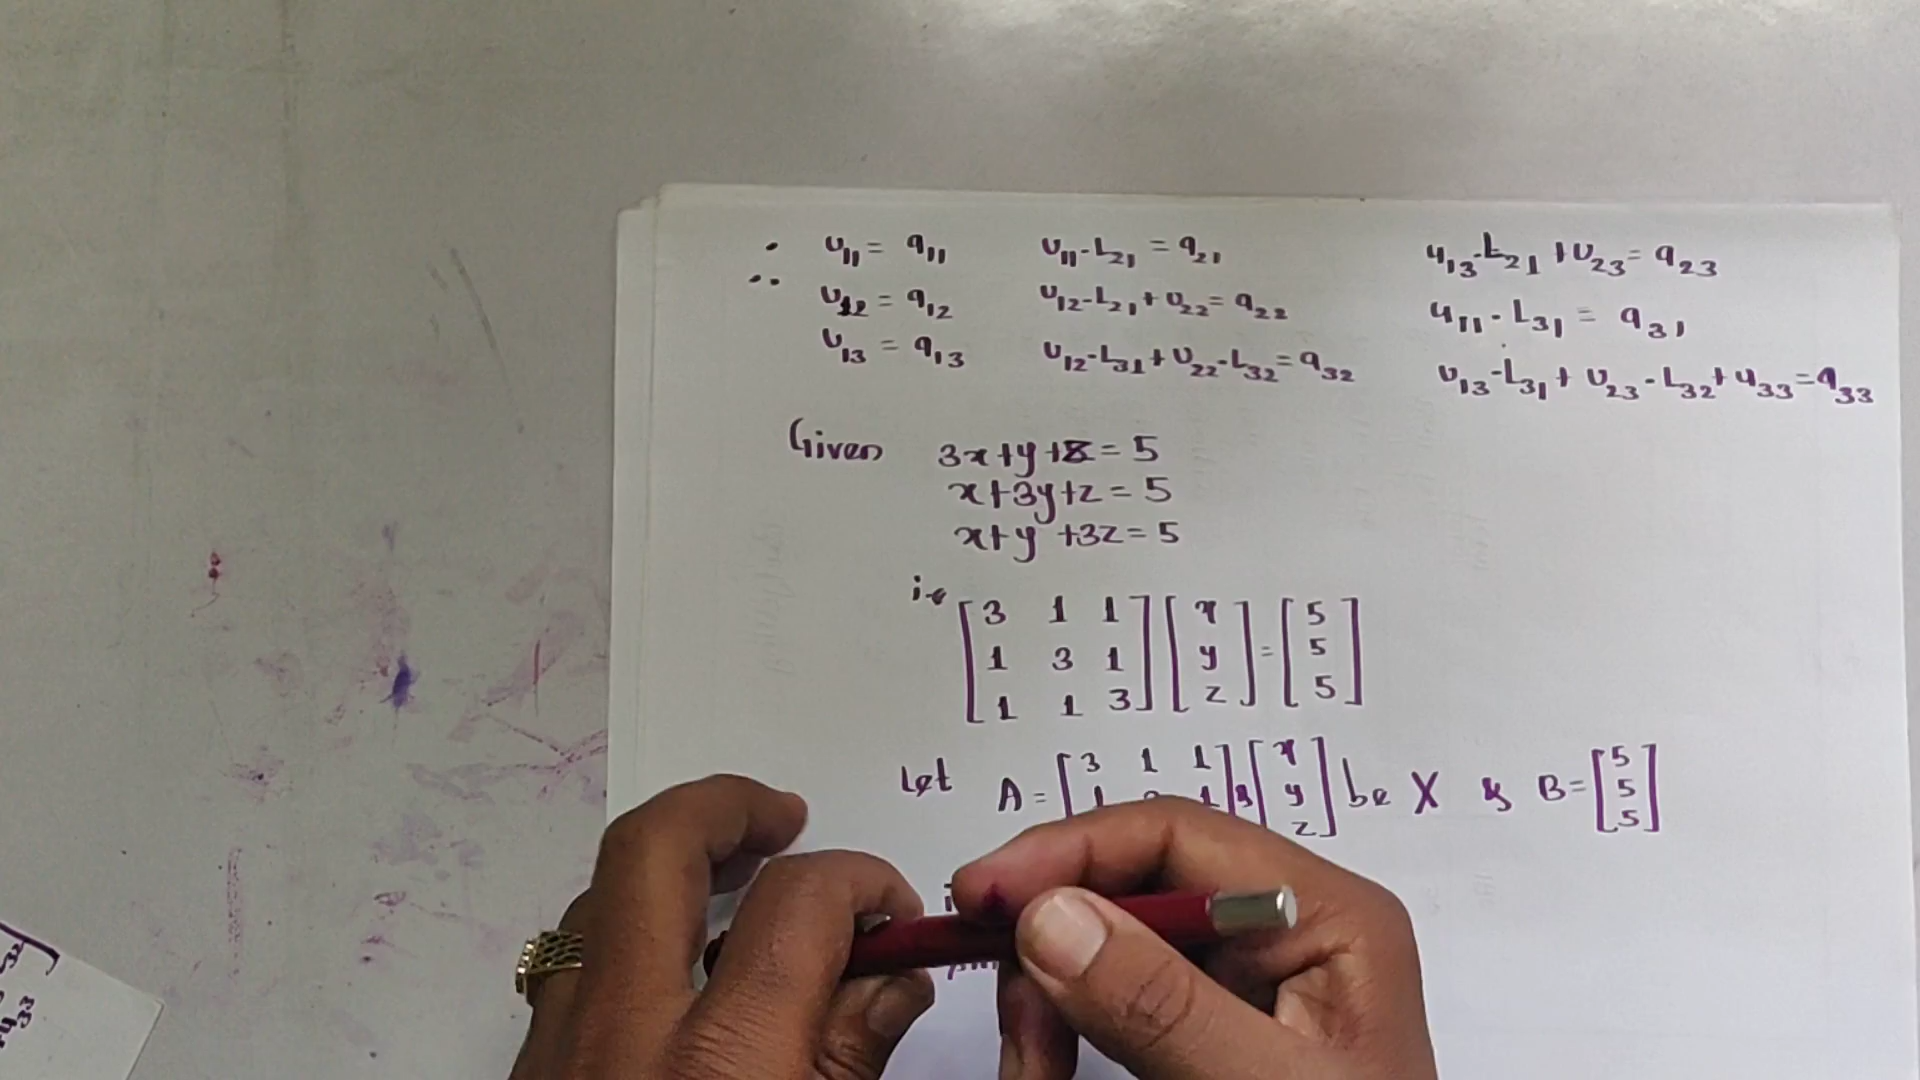 ∴ U11 = a11 U11·L21 = a21 U13·L21 + U23 = a23
U12 = a12 U12·L21 + U22 = a22 U11·L31 = a31
U13 = a13 U12·L31 + U22·L32 = a32 U13·L31 + U23·L32 + U33 = a33
Given 3x+y+z = 5
x+3y+z = 5
x+y+3z = 5
i.e
[3 1 1] [x] = [5]
[1 3 1] [y] [5]
[1 1 3] [z] [5]
Let A = [3 1 1] & [x] be X & B = [5]
[y] [5]
[z] [5]
32
U33